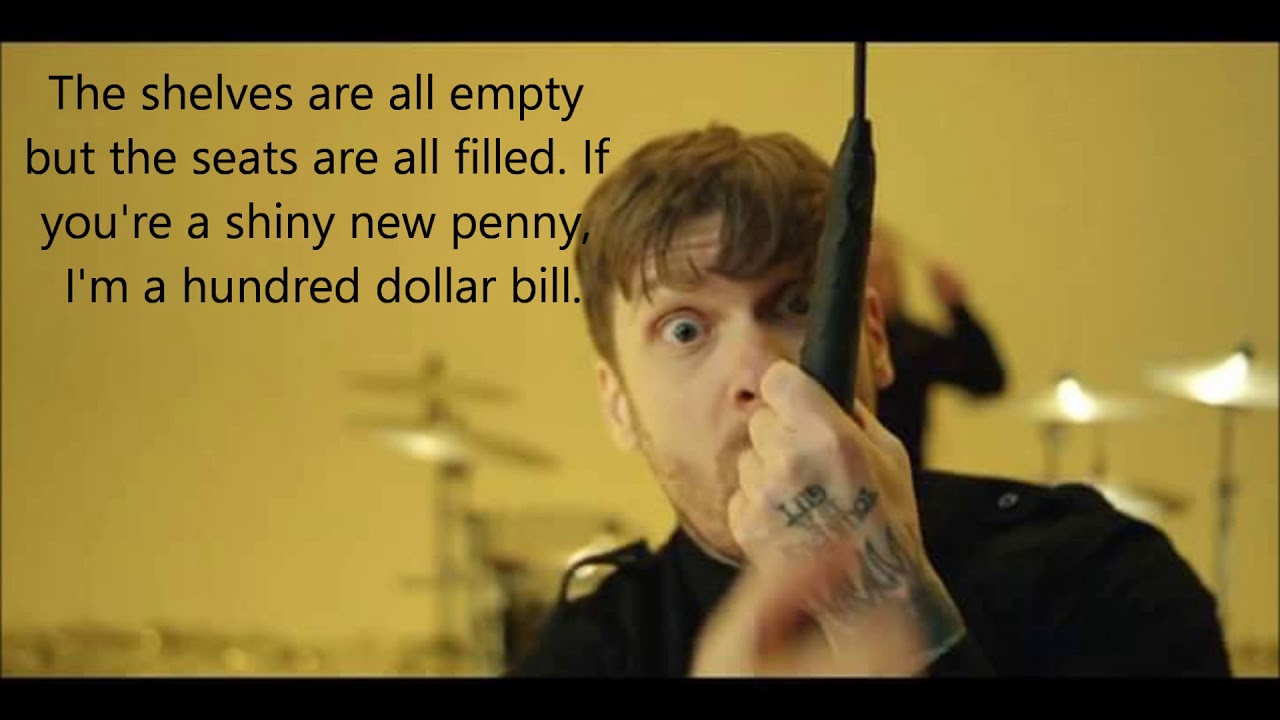 The shelves are all empty
but the seats are all filled. If
you're a shiny new penny,
I'm a hundred dollar bill.